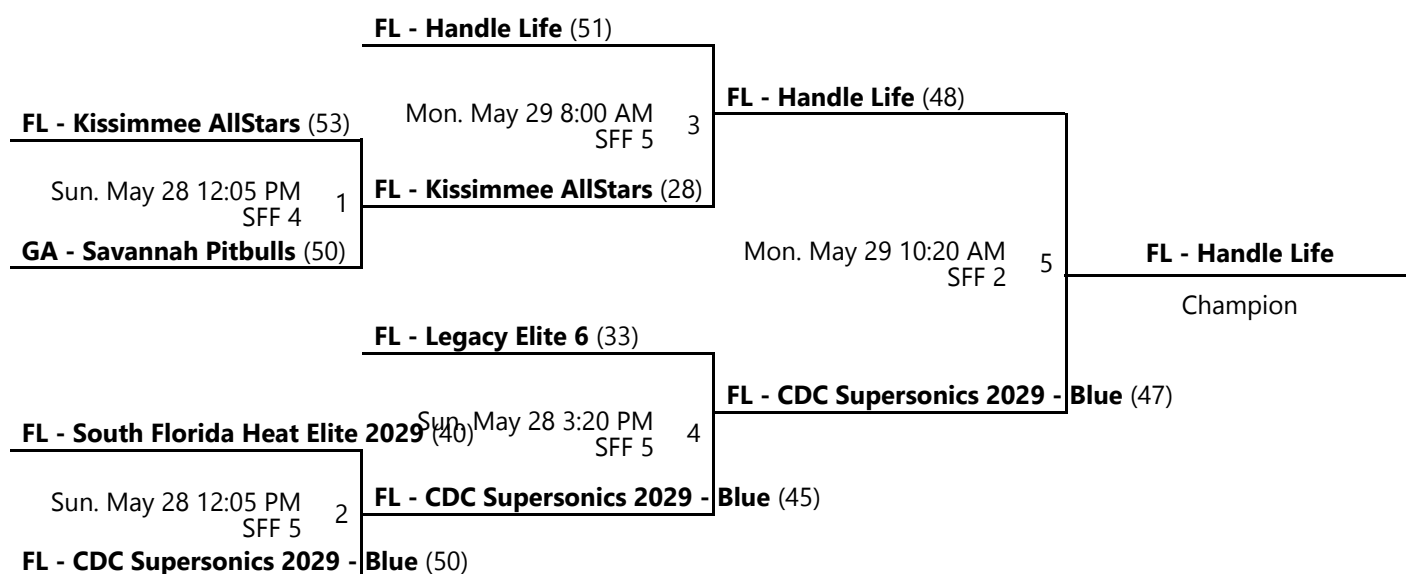 FL - Handle Life (51)
Mon. May 29 8:00 AM
SFF 5
3
FL - Handle Life (48)
FL - Kissimmee AllStars (53)
Sun. May 28 12:05 PM
SFF 4
1
FL - Kissimmee AllStars (28)
GA - Savannah Pitbulls (50)
Mon. May 29 10:20 AM
SFF 2
5
FL - Handle Life
Champion
FL - Legacy Elite 6 (33)
Sun. May 28 3:20 PM
SFF 5
4
FL - CDC Supersonics 2029 - Blue (47)
FL - South Florida Heat Elite 2029 (40)
Sun. May 28 12:05 PM
SFF 5
2
FL - CDC Supersonics 2029 - Blue (45)
FL - CDC Supersonics 2029 - Blue (50)